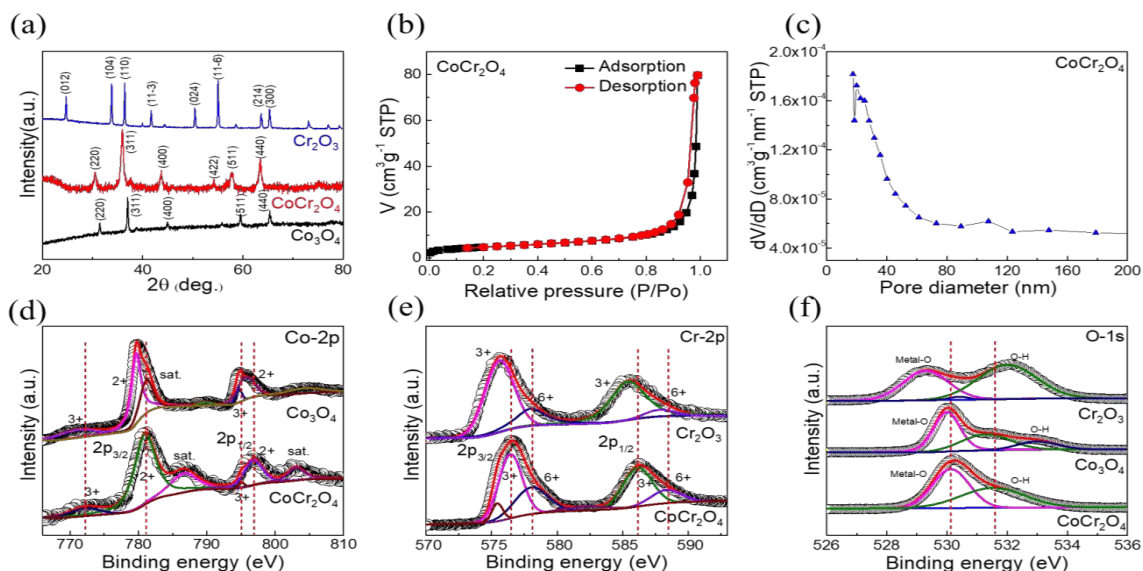 (a)
(012)
(104)
(110)
(11-3)
(024)
(11-6)
(214)
(300)
Cr₂O₃
(220)
(311)
(400)
(422)
(511)
(440)
CoCr₂O₄
(220)
(311)
(400)
(511)
(440)
Co₃O₄
Intensity(a.u.)
20 40 60 80
2θ (deg.)
(b)
CoCr₂O₄
Adsorption
Desorption
V (cm³g⁻¹ STP)
80
60
40
20
0
0.0 0.2 0.4 0.6 0.8 1.0
Relative pressure (P/Po)
(c)
CoCr₂O₄
dV/dD (cm³g⁻¹nm⁻¹ STP)
2.0x10⁻⁴
1.6x10⁻⁴
1.2x10⁻⁴
8.0x10⁻⁵
4.0x10⁻⁵
0 40 80 120 160 200
Pore diameter (nm)
(d)
Co-2p
Intensity (a.u.)
3+
2+
sat.
3+
2+
Co₃O₄
2p₃/₂
2p₁/₂
3+
2+
sat.
3+
2+
sat.
CoCr₂O₄
770 780 790 800 810
Binding energy (eV)
(e)
Cr-2p
Intensity (a.u.)
3+
6+
3+
6+
Cr₂O₃
2p₃/₂
2p₁/₂
3+
6+
3+
6+
CpCr₂O₄
570 575 580 585 590
Binding energy (eV)
(f)
O-1s
Intensity (a.u.)
Metal-O
O-H
Cr₂O₃
Metal-O
O-H
Co₃O₄
Metal-O
O-H
CoCr₂O₄
526 528 530 532 534 536
Binding energy (eV)